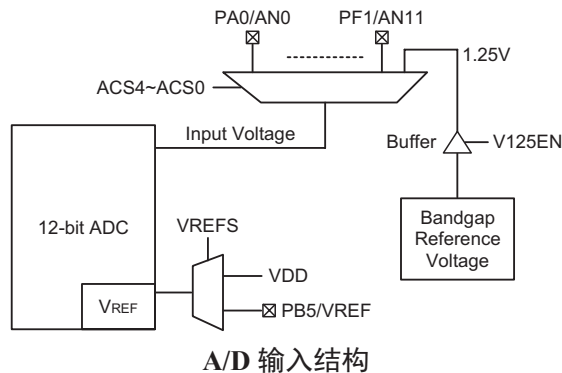 PA0/AN0
PF1/AN11
1.25V
ACS4~ACS0
Input Voltage
Buffer
V125EN
12-bit ADC
VREFS
Bandgap
Reference
Voltage
VDD
VREF
PB5/VREF
A/D 输入结构